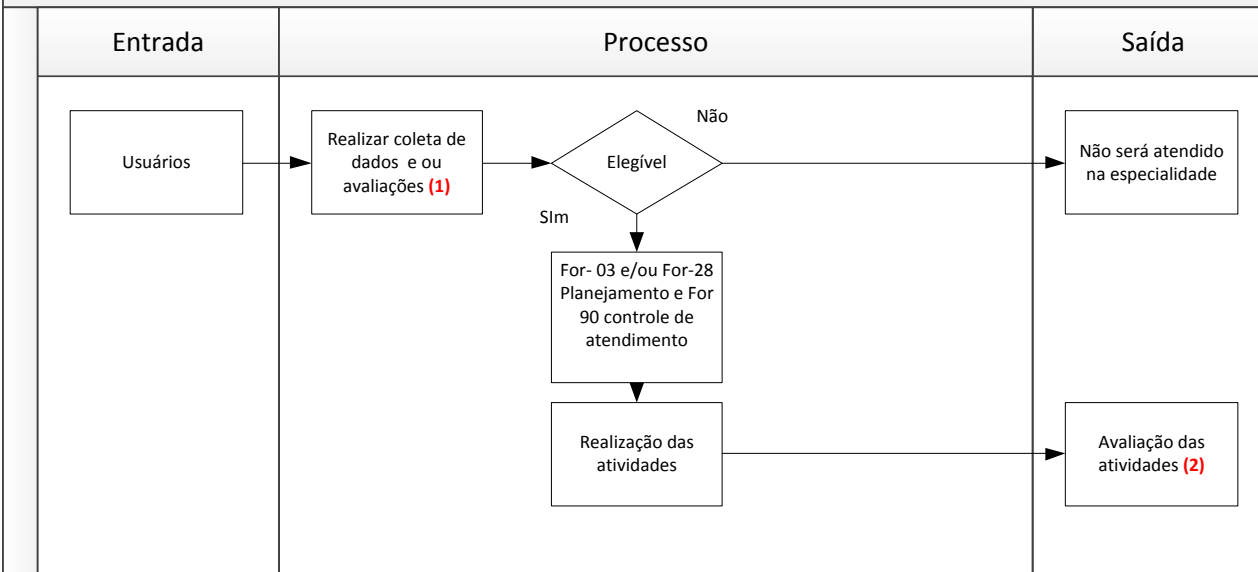 Entrada
Processo
Saída
Usuários
Realizar coleta de
dados e ou
avaliações (1)
Elegível
Não
SIm
Não será atendido
na especialidade
For- 03 e/ou For-28
Planejamento e For
90 controle de
atendimento
Realização das
atividades
Avaliação das
atividades (2)